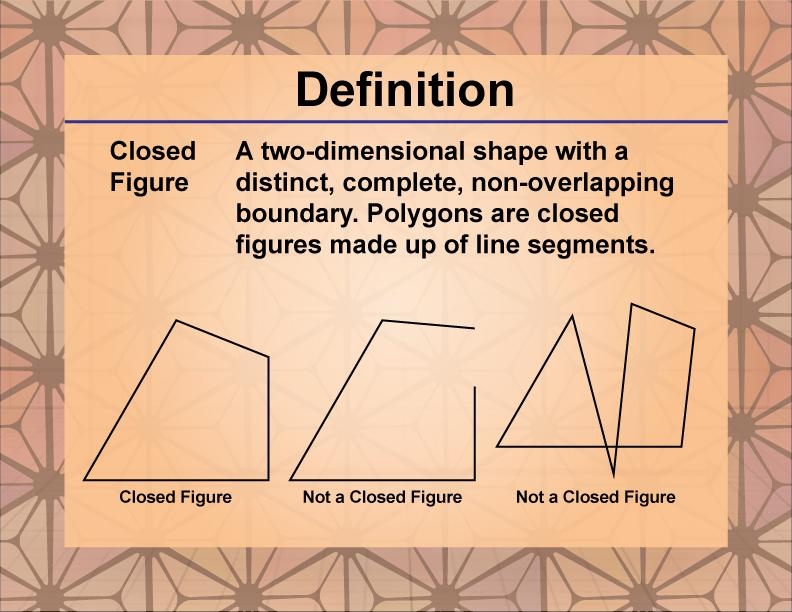 Definition
Closed
Figure
A two-dimensional shape with a
distinct, complete, non-overlapping
boundary. Polygons are closed
figures made up of line segments.
Closed Figure
Not a Closed Figure
Not a Closed Figure